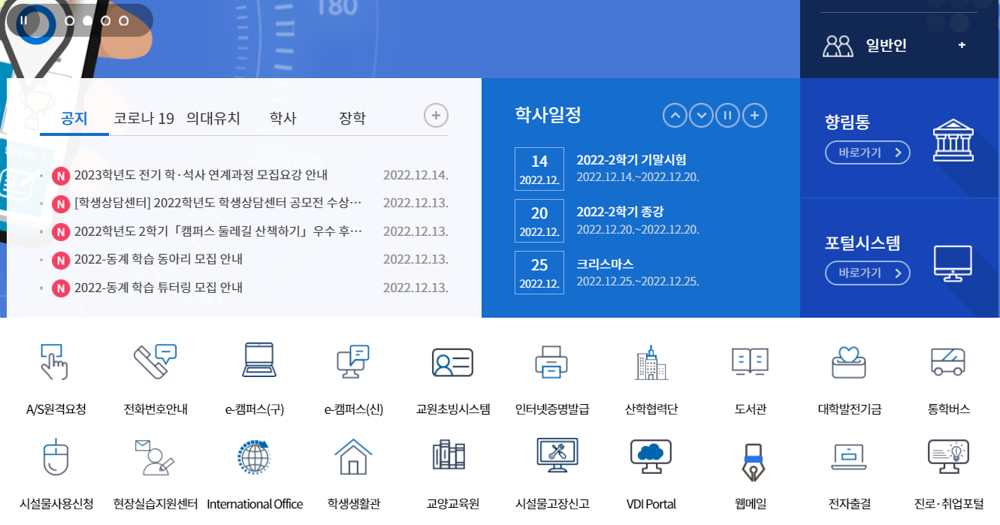 180
일반인 +
공지 코로나 19 의대유치 학사 장학
N 2023학년도 전기 학·석사 연계과정 모집요강 안내 2022.12.14.
N [학생상담센터] 2022학년도 학생상담센터 공모전 수상… 2022.12.13.
N 2022학년도 2학기「캠퍼스 둘레길 산책하기」우수 후… 2022.12.13.
N 2022-동계 학습 동아리 모집 안내 2022.12.13.
N 2022-동계 학습 튜터링 모집 안내 2022.12.13.
학사일정
14 2022-2학기 기말시험
2022.12. 2022.12.14.~2022.12.20.
20 2022-2학기 종강
2022.12. 2022.12.20.~2022.12.20.
25 크리스마스
2022.12. 2022.12.25.~2022.12.25.
향림통
바로가기
포털시스템
바로가기
A/S원격요청 전화번호안내 e-캠퍼스(구) e-캠퍼스(신) 교원초빙시스템 인터넷증명발급 산학협력단 도서관 대학발전기금 통학버스
시설물사용신청 현장실습지원센터 International Office 학생생활관 교양교육원 시설물고장신고 VDI Portal 웹메일 전자출결 진로·취업포털